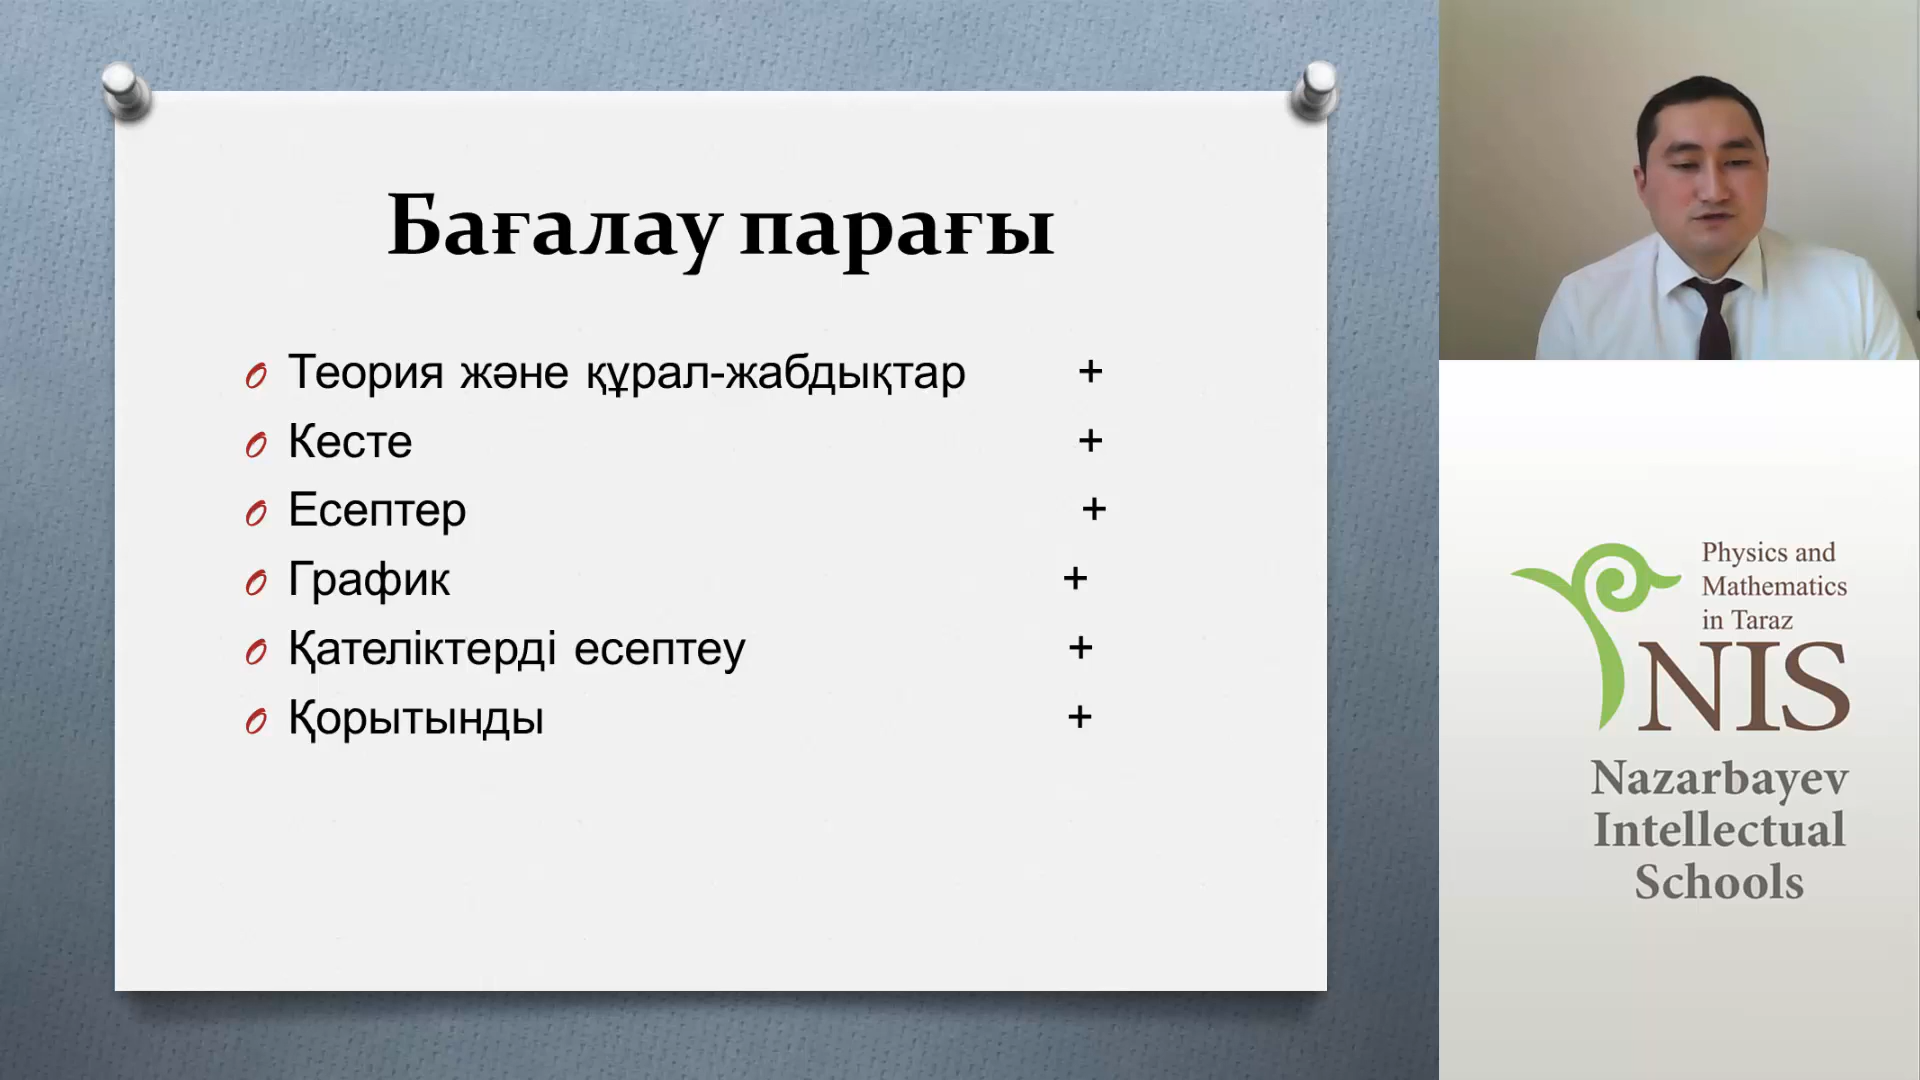 Бағалау парағы
Теория және құрал-жабдықтар +
Кесте +
Есептер +
График +
Қателіктерді есептеу +
Қорытынды +
Physics and
Mathematics
in Taraz
NIS
Nazarbayev
Intellectual
Schools